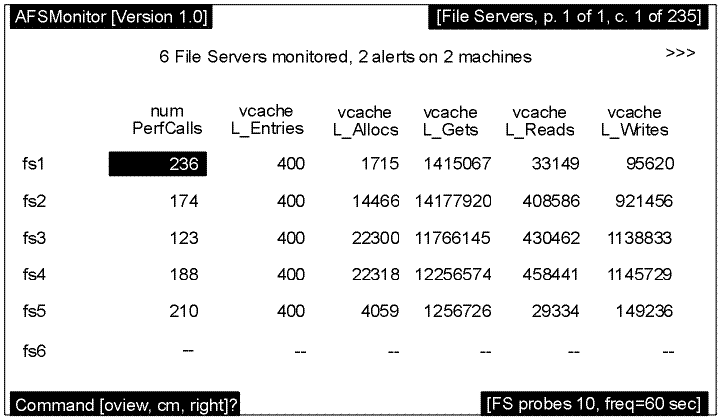 AFSMonitor [Version 1.0] [File Servers, p. 1 of 1, c. 1 of 235]
6 File Servers monitored, 2 alerts on 2 machines >>>
num vcache vcache vcache vcache vcache
PerfCalls L_Entries L_Allocs L_Gets L_Reads L_Writes
fs1 236 400 1715 1415067 33149 95620
fs2 174 400 14466 14177920 408586 921456
fs3 123 400 22300 11766145 430462 1138833
fs4 188 400 22318 12256574 458441 1145729
fs5 210 400 4059 1256726 29334 149236
fs6 -- -- -- -- -- --
Command [oview, cm, right]? [FS probes 10, freq=60 sec]